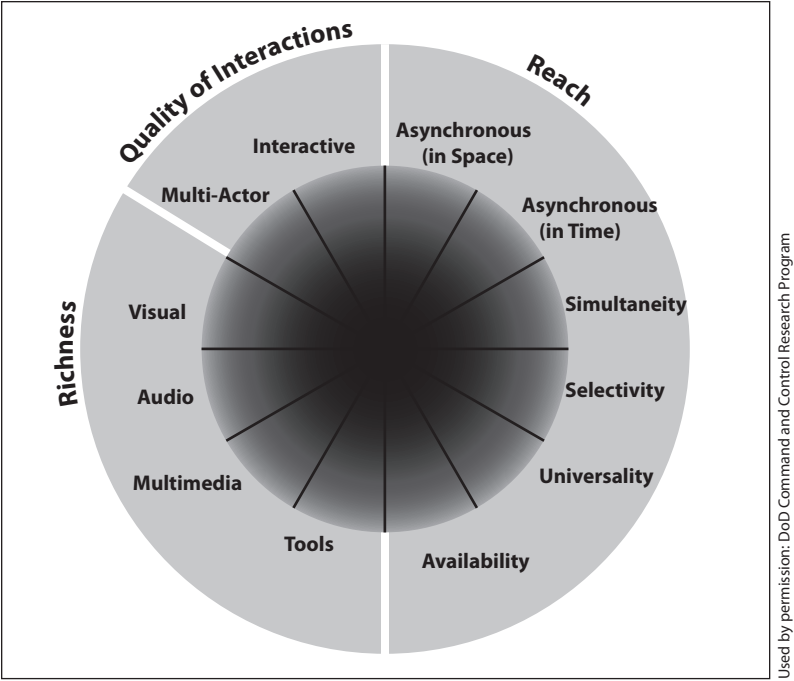 Quality of Interactions
Reach
Interactive
Multi-Actor
Asynchronous
(in Space)
Asynchronous
(in Time)
Simultaneity
Selectivity
Universality
Availability
Richness
Visual
Audio
Multimedia
Tools
Used by permission: DoD Command and Control Research Program